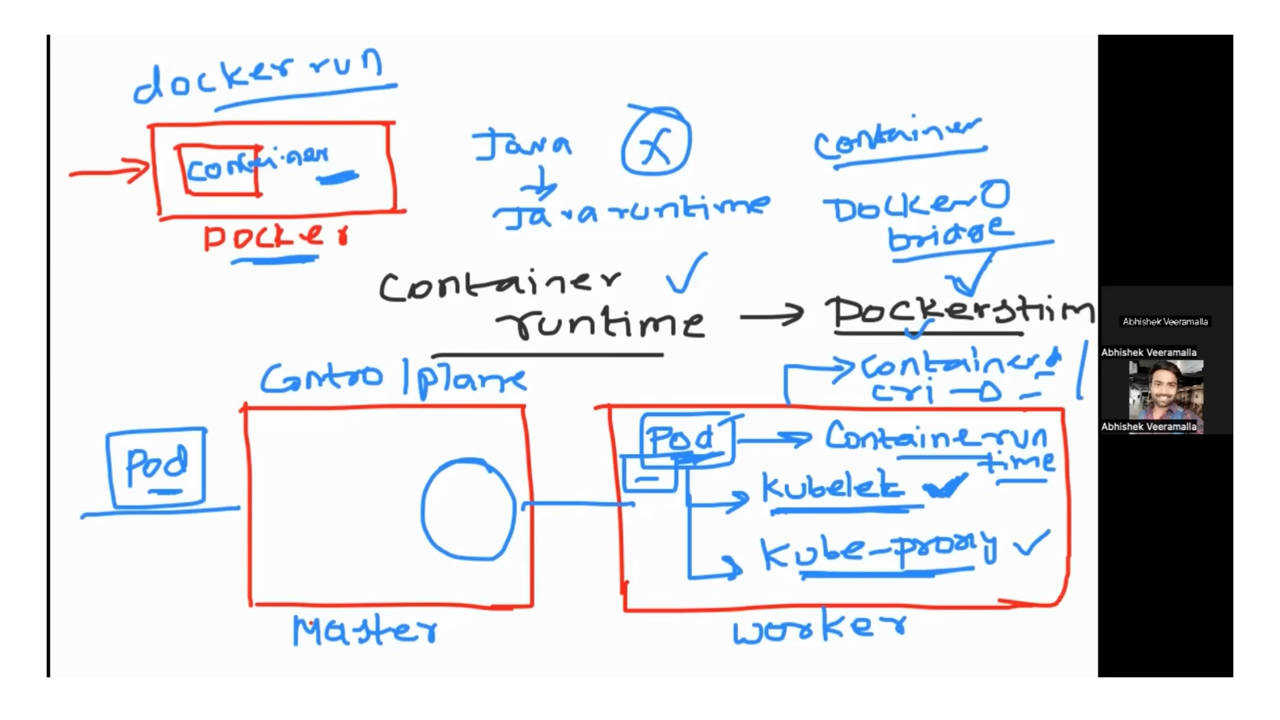 docker run
container
Docker
Java
X
Java runtime
container
Docker0
bridge
Container
runtime
Dockershim
Containerd
cri-o
Control plane
Pod
Master
Pod
Container run
time
Kubelet
Kube-proxy
Worker
Abhishek Veeramalla
Abhishek Veeramalla
Abhishek Veeramalla